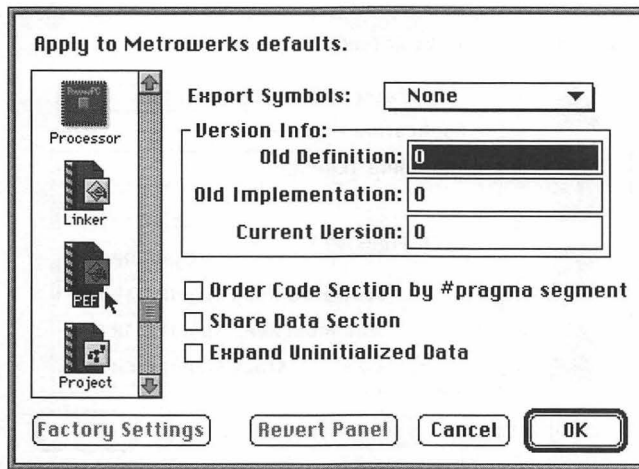 Apply to Metrowerks defaults.
PowerPC
Processor
Linker
PEF
Project
Export Symbols: None
Version Info:
Old Definition: 0
Old Implementation: 0
Current Version: 0
Order Code Section by #pragma segment
Share Data Section
Expand Uninitialized Data
Factory Settings
Revert Panel
Cancel
OK